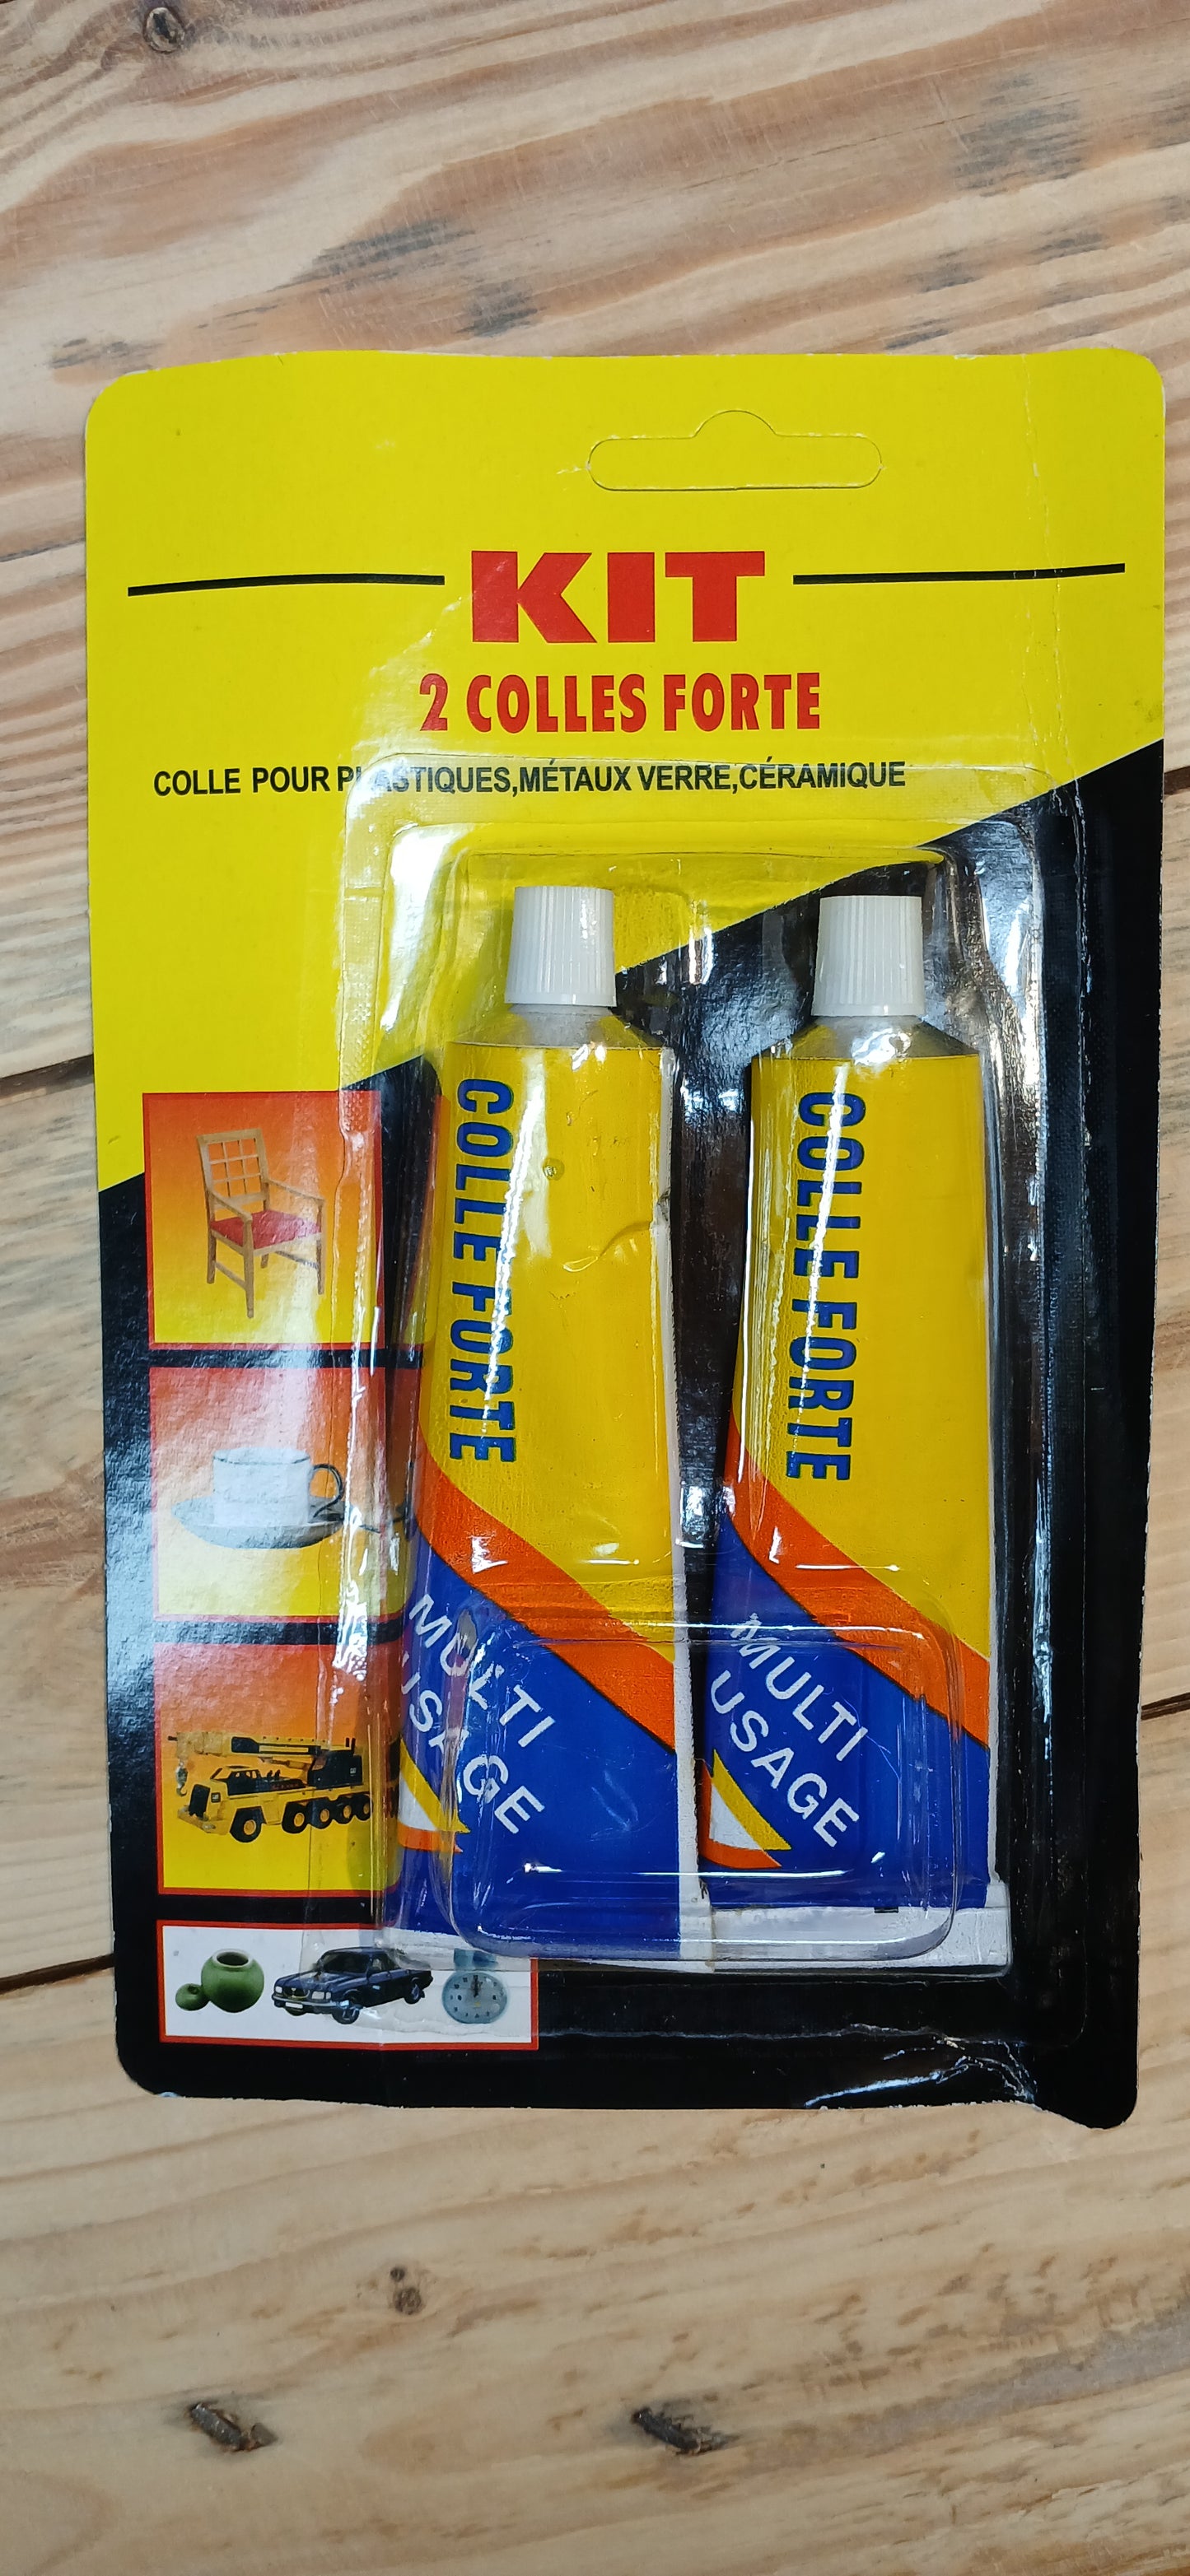 KIT
2 COLLES FORTE
COLLE POUR PLASTIQUES,MÉTAUX VERRE,CÉRAMIQUE
COLLE FORTE
MULTI
USAGE
COLLE FORTE
MULTI
USAGE